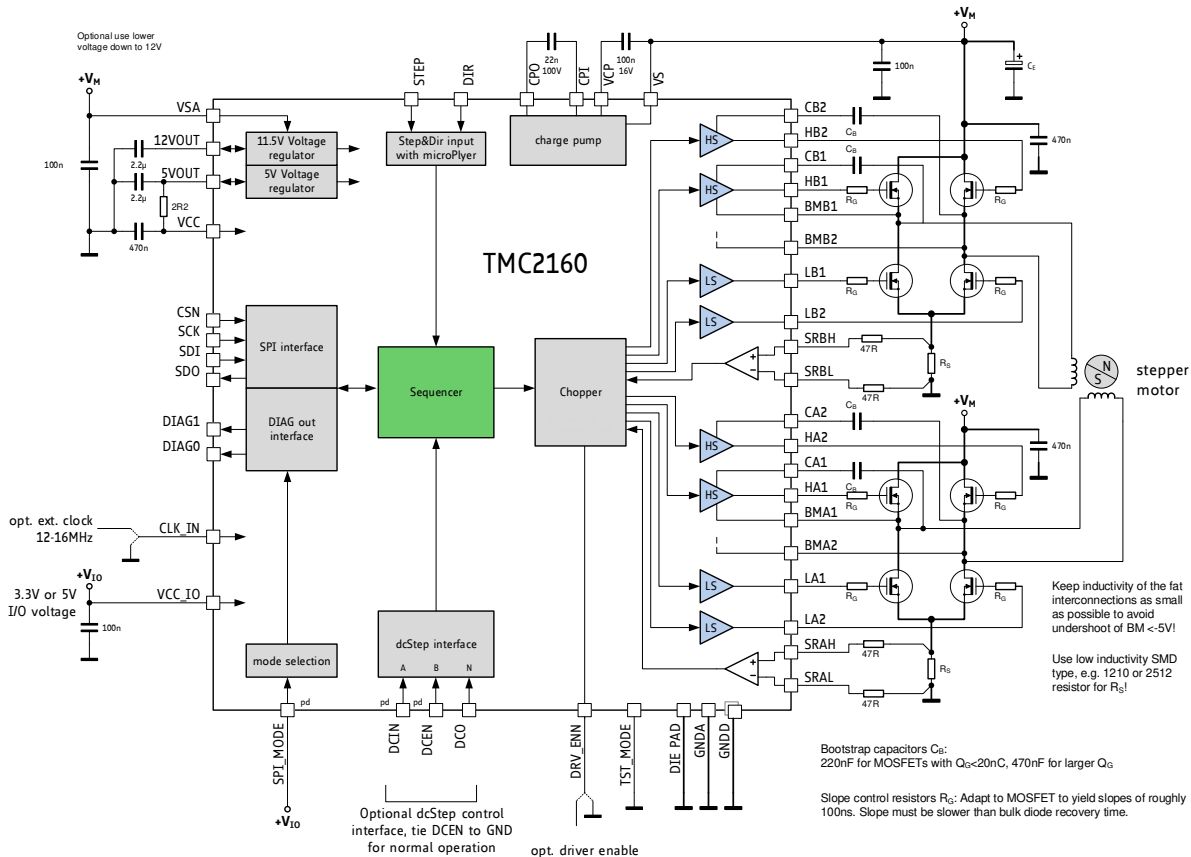 Optional use lower
voltage down to 12V
+VM
VSA
12VOUT
5VOUT
VCC
100n
2.2µ
2.2µ
2R2
470n
11.5V Voltage
regulator
5V Voltage
regulator
STEP
DIR
Step&Dir input
with microPlyer
CPO
22n
100V
CPI
VCP
100n
16V
VS
charge pump
+VM
100n
+
CE
470n
TMC2160
CSN
SCK
SDI
SDO
SPI interface
DIAG1
DIAG0
DIAG out
interface
Sequencer
Chopper
HS
HS
LS
LS
+
−
CB2
CB
HB2
CB
CB1
HB1
RG
RG
BMB1
BMB2
LB1
RG
RG
LB2
SRBH
47R
RS
SRBL
47R
N
S
stepper
motor
+VM
470n
HS
HS
LS
LS
+
−
CA2
CB
HA2
CA1
CB
HA1
RG
RG
BMA1
BMA2
LA1
RG
RG
LA2
SRAH
47R
RS
SRAL
47R
opt. ext. clock
12-16MHz
CLK_IN
+VIO
3.3V or 5V
I/O voltage
VCC_IO
100n
mode selection
dcStep interface
A
B
N
pd
pd
pd
SPI_MODE
DCIN
DCEN
DCO
DRV_ENN
TST_MODE
DIE PAD
GNDA
GNDD
+VIO
Optional dcStep control
interface, tie DCEN to GND
for normal operation
opt. driver enable
Keep inductivity of the fat
interconnections as small
as possible to avoid
undershoot of BM <-5V!
Use low inductivity SMD
type, e.g. 1210 or 2512
resistor for RS!
Bootstrap capacitors CB:
220nF for MOSFETs with QG<20nC, 470nF for larger QG
Slope control resistors RG: Adapt to MOSFET to yield slopes of roughly
100ns. Slope must be slower than bulk diode recovery time.